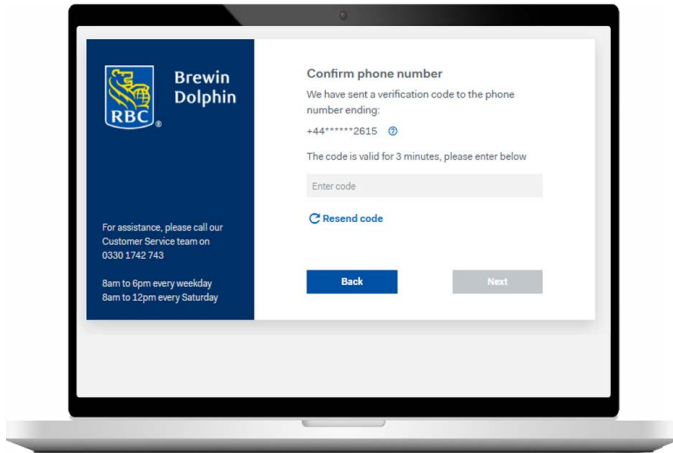 Brewin
Dolphin
RBC
®
For assistance, please call our
Customer Service team on
0330 1742 743
8am to 6pm every weekday
8am to 12pm every Saturday
Confirm phone number
We have sent a verification code to the phone
number ending:
+44******2615 ?
The code is valid for 3 minutes, please enter below
Enter code
Resend code
Back
Next